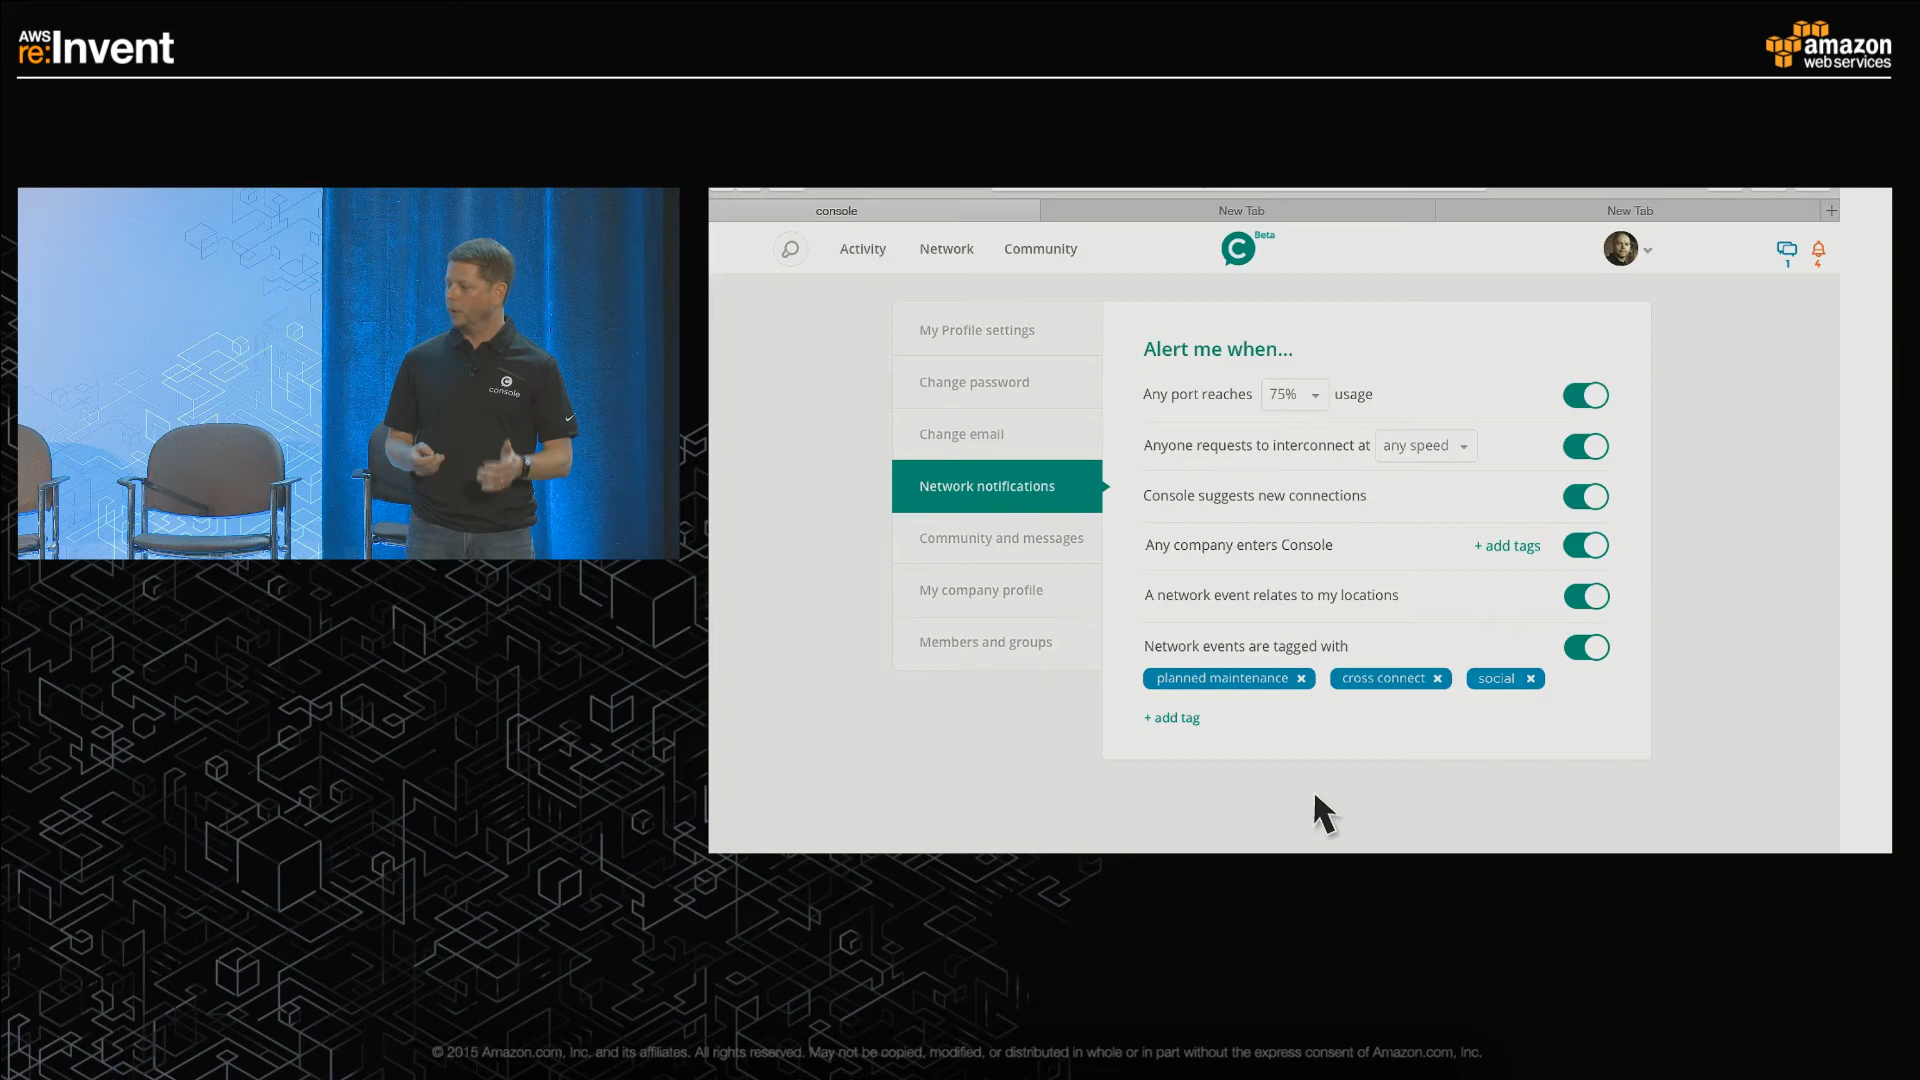 AWS
re:Invent
amazon
web services
console
New Tab
New Tab
+
Activity
Network
Community
C
Beta
1
4
My Profile settings
Change password
Change email
Network notifications
Community and messages
My company profile
Members and groups
Alert me when...
Any port reaches 75% usage
Anyone requests to interconnect at any speed
Console suggests new connections
Any company enters Console + add tags
A network event relates to my locations
Network events are tagged with
planned maintenance × cross connect × social ×
+ add tag
C
console
© 2015 Amazon.com, Inc. and its affiliates. All rights reserved. May not be copied, modified, or distributed in whole or in part without the express consent of Amazon.com, Inc.